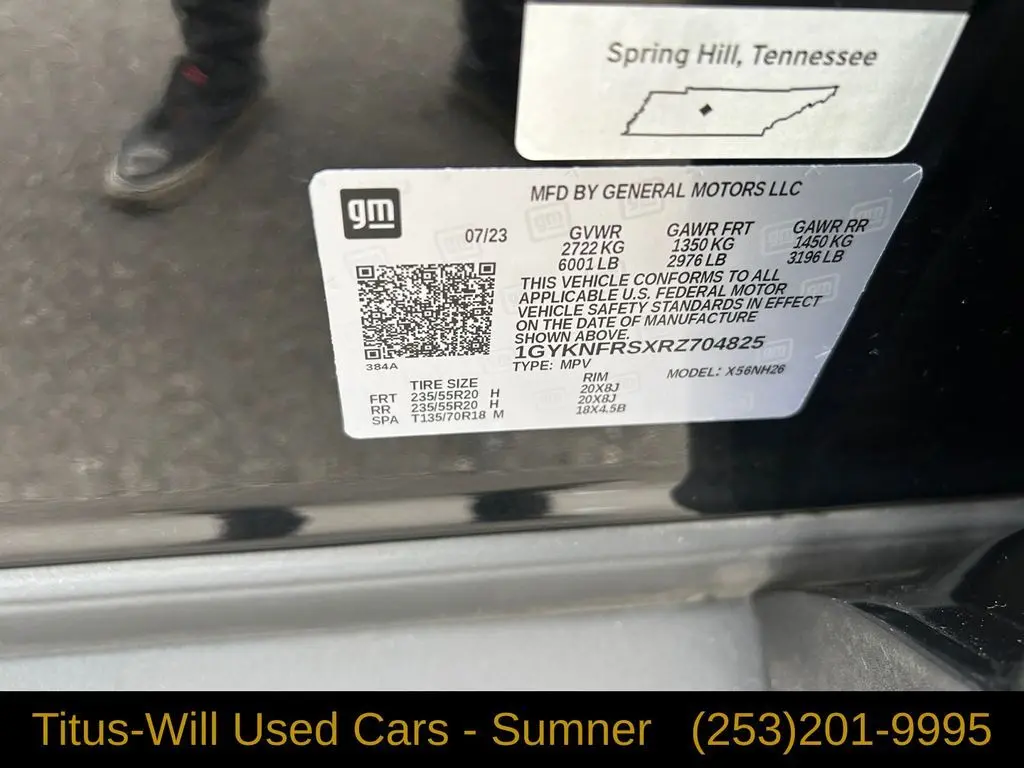 Spring Hill, Tennessee
gm
MFD BY GENERAL MOTORS LLC
07/23
GVWR
2722 KG
6001 LB
GAWR FRT
1350 KG
2976 LB
GAWR RR
1450 KG
3196 LB
THIS VEHICLE CONFORMS TO ALL
APPLICABLE U.S. FEDERAL MOTOR
VEHICLE SAFETY STANDARDS IN EFFECT
ON THE DATE OF MANUFACTURE
SHOWN ABOVE.
1GYKNFRSXRZ704825
TYPE: MPV
MODEL: X56NH26
384A
TIRE SIZE RIM
FRT 235/55R20 H 20X8J
RR 235/55R20 H 20X8J
SPA T135/70R18 M 18X4.5B
Titus-Will Used Cars - Sumner (253)201-9995